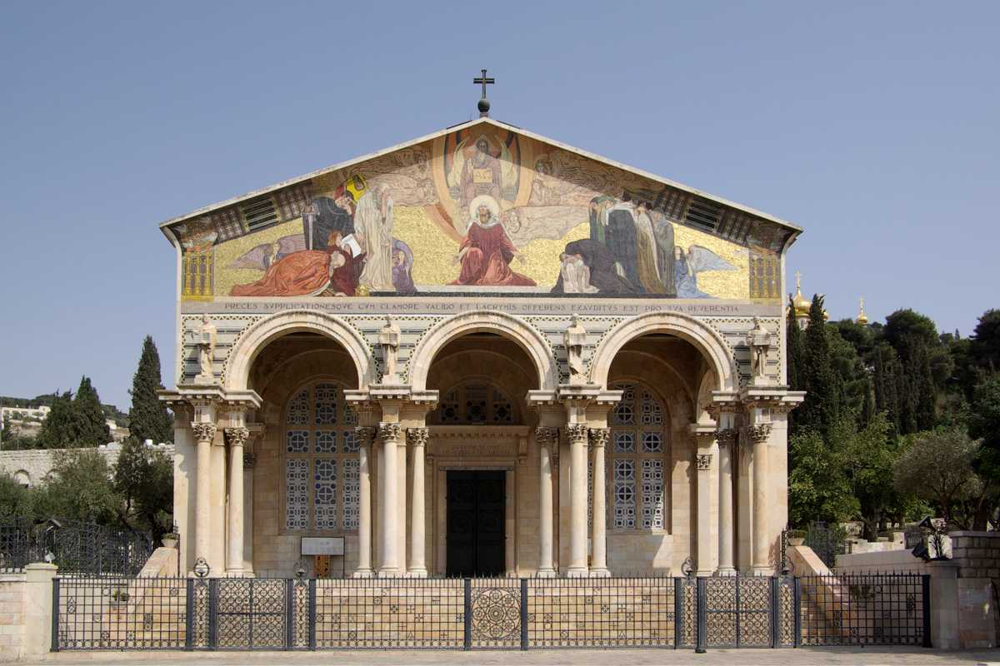 Α Ω
PRECES SVPPLICATIONESQVE CVM CLAMORE VALIDO ET LACRYMIS OFFERENS EXAVDITVS EST PRO SVA REVERENTIA